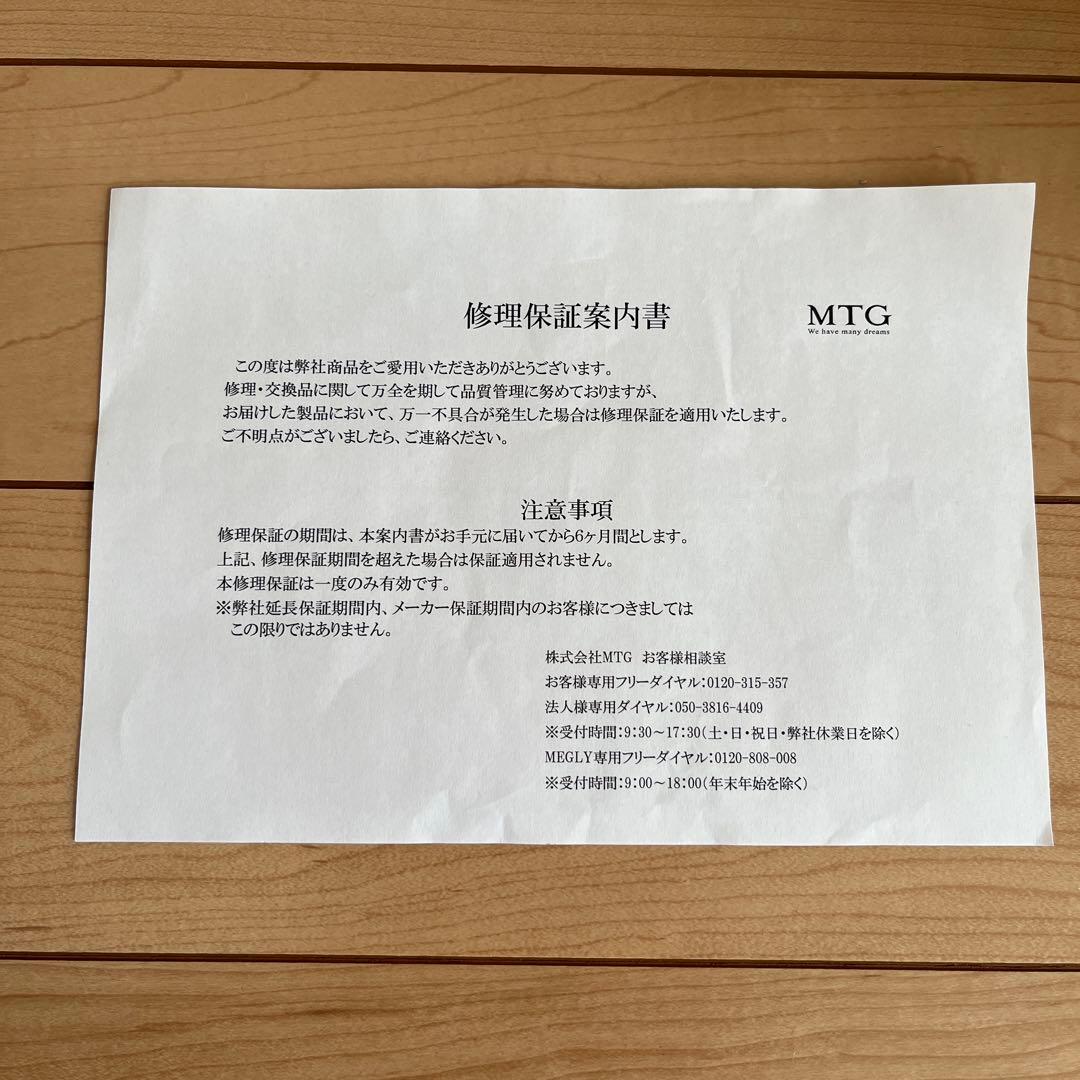 修理保証案内書
MTG
We have many dreams
この度は弊社商品をご愛用いただきありがとうございます。
修理・交換品に関して万全を期して品質管理に努めておりますが、
お届けした製品において、万一不具合が発生した場合は修理保証を適用いたします。
ご不明点がございましたら、ご連絡ください。
注意事項
修理保証の期間は、本案内書がお手元に届いてから6ヶ月間とします。
上記、修理保証期間を超えた場合は保証適用されません。
本修理保証は一度のみ有効です。
※弊社延長保証期間内、メーカー保証期間内のお客様につきましては
この限りではありません。
株式会社MTG お客様相談室
お客様専用フリーダイヤル：0120-315-357
法人様専用ダイヤル：050-3816-4409
※受付時間：9：30～17：30（土・日・祝日・弊社休業日を除く）
MEGLY専用フリーダイヤル：0120-808-008
※受付時間：9：00～18：00（年末年始を除く）